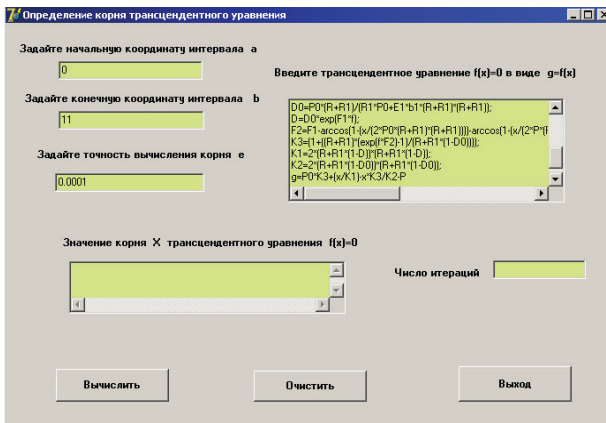 Определение корня трансцендентного уравнения
Задайте начальную координату интервала a
0
Введите трансцендентное уравнение f(x)=0 в виде g=f(x)
Задайте конечную координату интервала b
11
D0=P0*(R+R1)/(R1*P0+E1*b1*(R+R1)*(R+R1));
D=D0*exp(F1*f);
F2=F1-arccos(1-(x/(2*P0*(R+R1)*(R+R1))))-arccos(1-(x/(2*P*(F
K3=(1+((R+R1)*(exp(f*F2)-1)/(R+R1*(1-D0))));
K1=2*(R+R1*(1-D))*(R+R1*(1-D));
K2=2*(R+R1*(1-D0))*(R+R1*(1-D0));
g=P0*K3+(x/K1)-x*K3/K2-P
Задайте точность вычисления корня e
0.0001
Значение корня X трансцендентного уравнения f(x)=0
Число итераций
Вычислить
Очистить
Выход